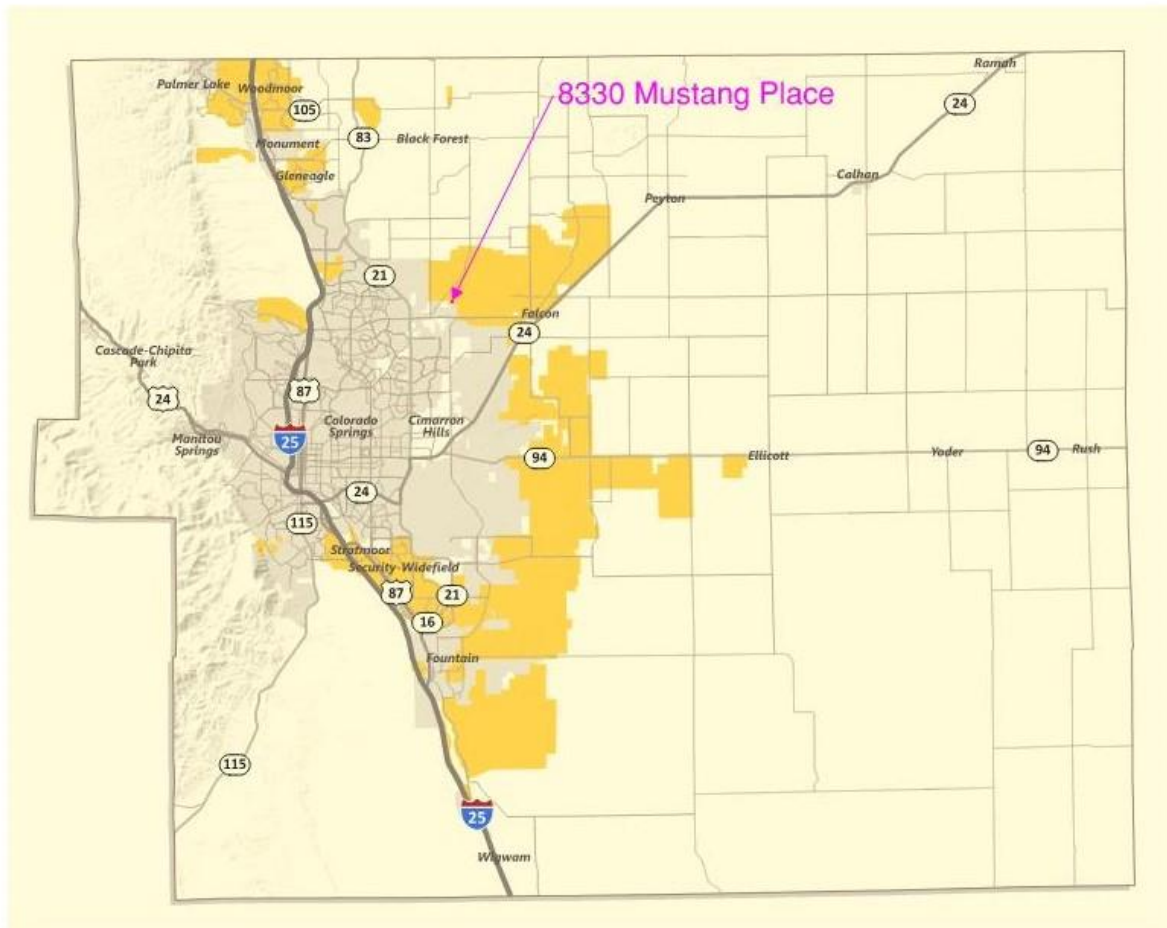 Ramah
Palmer Lake
Woodmoor
8330 Mustang Place
24
105
83
Black Forest
Monument
Gleneagle
Calhan
Peyton
21
Falcon
24
Cascade-Chipita
Park
24
87
Colorado
Springs
Cimarron
Hills
Manitou
Springs
25
94
Ellicott
Yoder
94
Rush
24
115
Stratmoor
Security-Widefield
87
21
16
Fountain
115
25
Wigwam